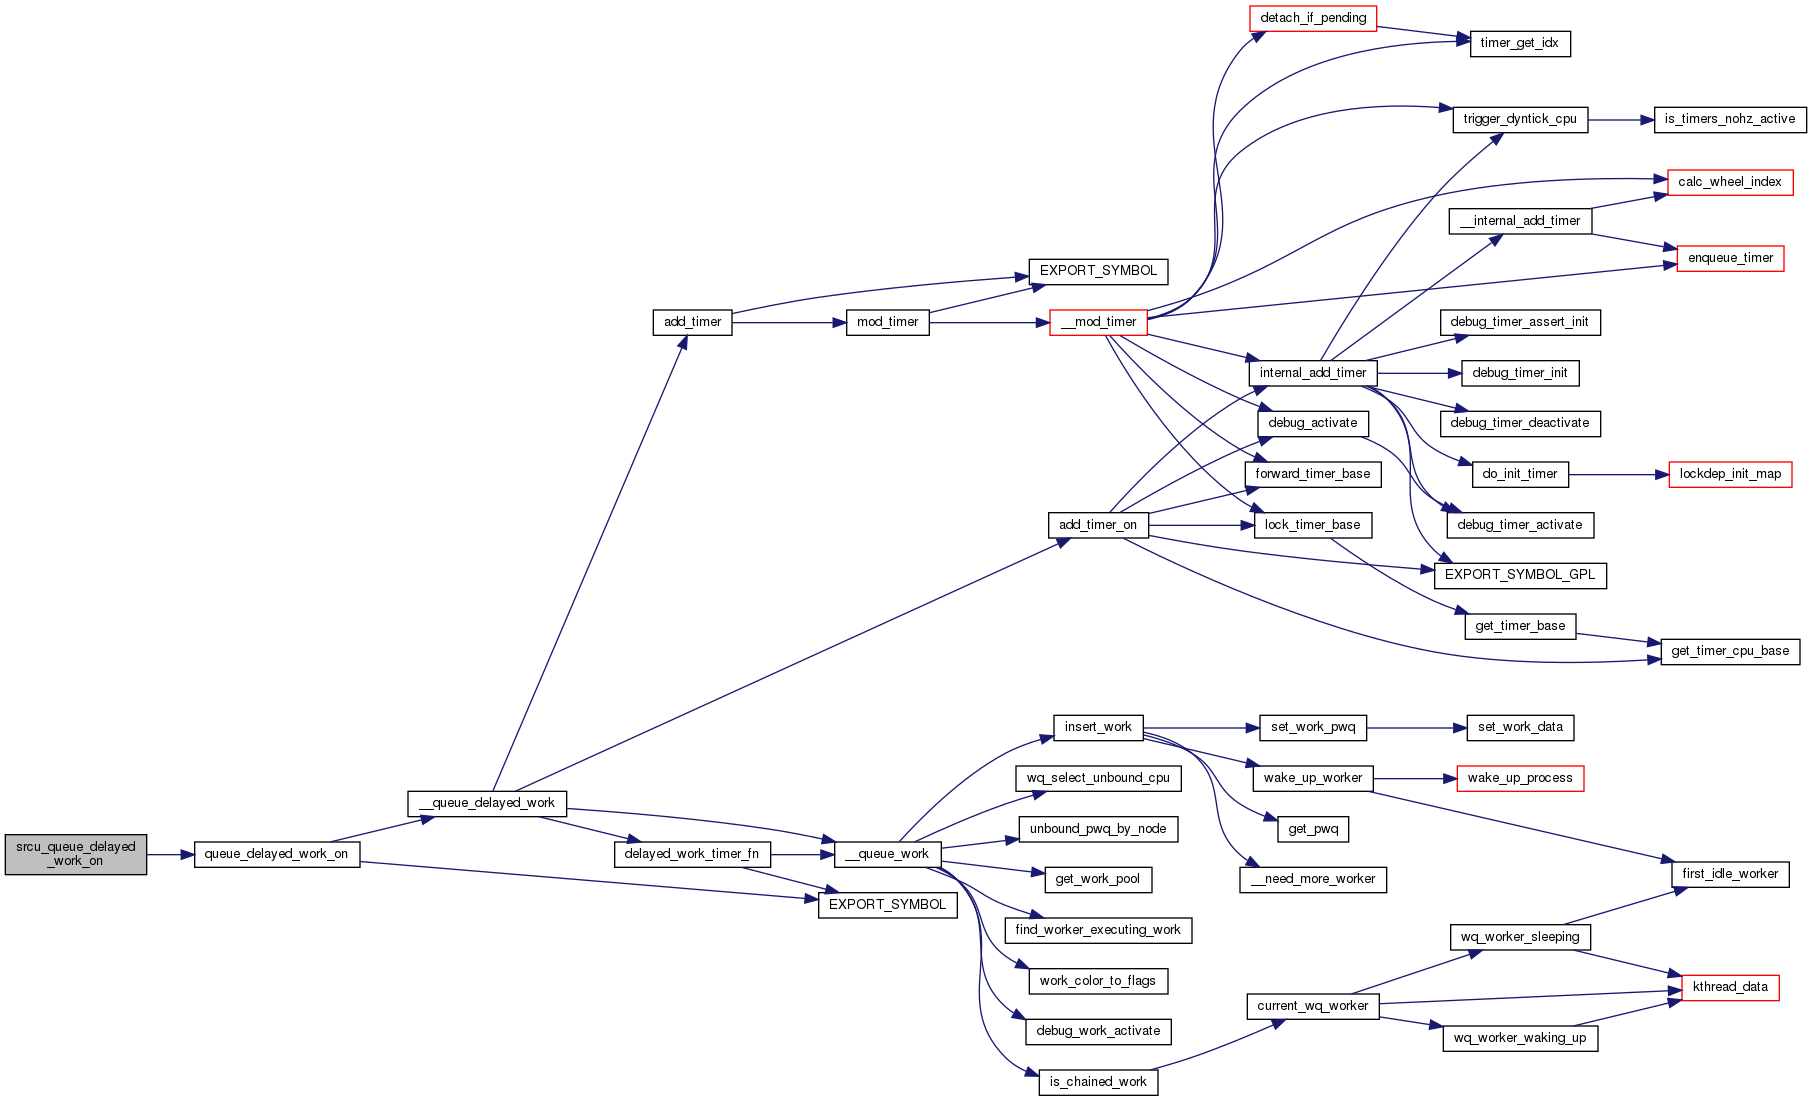 detach_if_pending
timer_get_idx
trigger_dyntick_cpu
is_timers_nohz_active
calc_wheel_index
__internal_add_timer
enqueue_timer
EXPORT_SYMBOL
add_timer
mod_timer
__mod_timer
debug_timer_assert_init
internal_add_timer
debug_timer_init
debug_activate
debug_timer_deactivate
forward_timer_base
do_init_timer
lockdep_init_map
add_timer_on
lock_timer_base
debug_timer_activate
EXPORT_SYMBOL_GPL
get_timer_base
get_timer_cpu_base
insert_work
set_work_pwq
set_work_data
wq_select_unbound_cpu
wake_up_worker
wake_up_process
__queue_delayed_work
unbound_pwq_by_node
get_pwq
srcu_queue_delayed
_work_on
queue_delayed_work_on
delayed_work_timer_fn
__queue_work
get_work_pool
__need_more_worker
first_idle_worker
EXPORT_SYMBOL
find_worker_executing_work
wq_worker_sleeping
work_color_to_flags
kthread_data
current_wq_worker
debug_work_activate
wq_worker_waking_up
is_chained_work